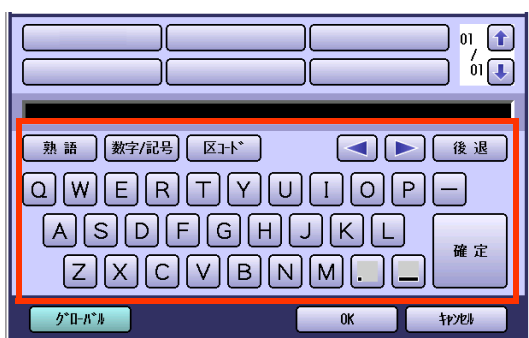 01
/
01
熟 語 数字/記号 区ｺｰﾄﾞ 後 退
Q W E R T Y U I O P ー
A S D F G H J K L
確 定
Z X C V B N M . _
ｸﾞﾛｰﾊﾞﾙ OK ｷｬﾝｾﾙ